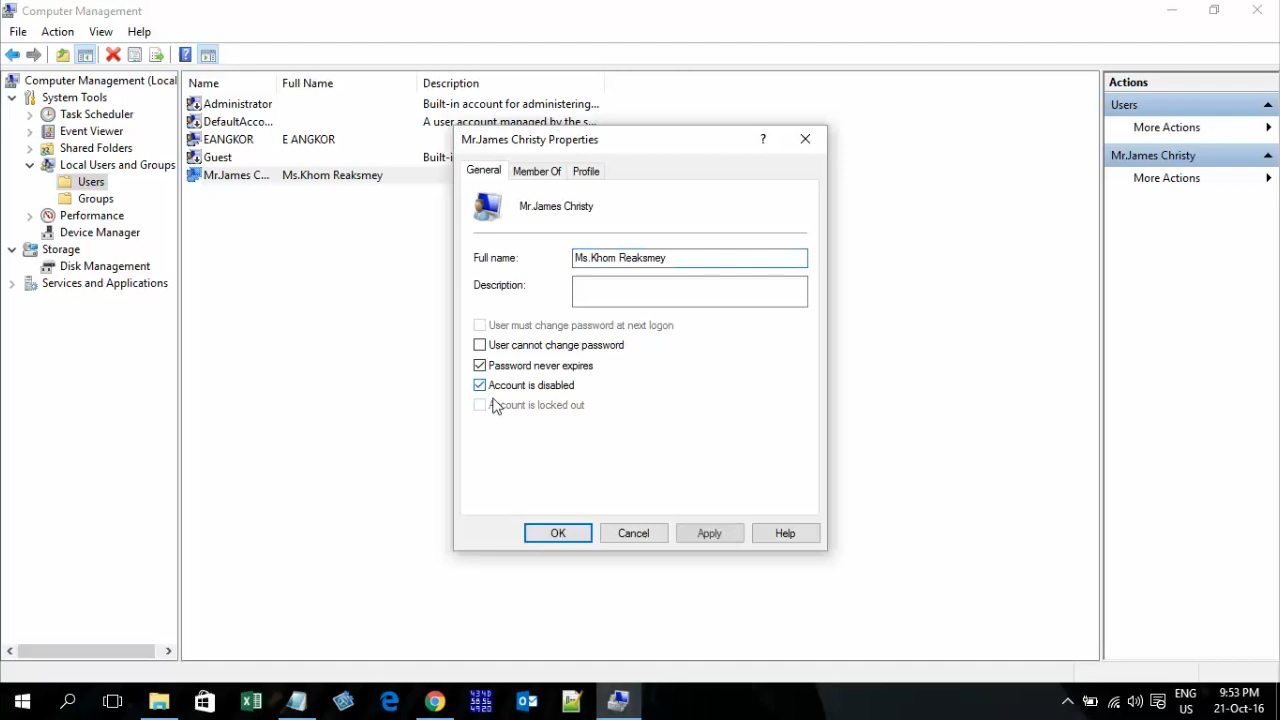 Computer Management
File Action View Help
Computer Management (Local
System Tools
Task Scheduler
Event Viewer
Shared Folders
Local Users and Groups
Users
Groups
Performance
Device Manager
Storage
Disk Management
Services and Applications
Name Full Name Description
Administrator Built-in account for administering...
DefaultAcco... A user account managed by the s...
EANGKOR E ANGKOR
Guest Built-i
Mr.James C... Ms.Khom Reaksmey
Mr.James Christy Properties ?
General Member Of Profile
Mr.James Christy
Full name: Ms.Khom Reaksmey
Description:
User must change password at next logon
User cannot change password
Password never expires
Account is disabled
Account is locked out
OK Cancel Apply Help
Actions
Users
More Actions
Mr.James Christy
More Actions
ENG
US
9:53 PM
21-Oct-16